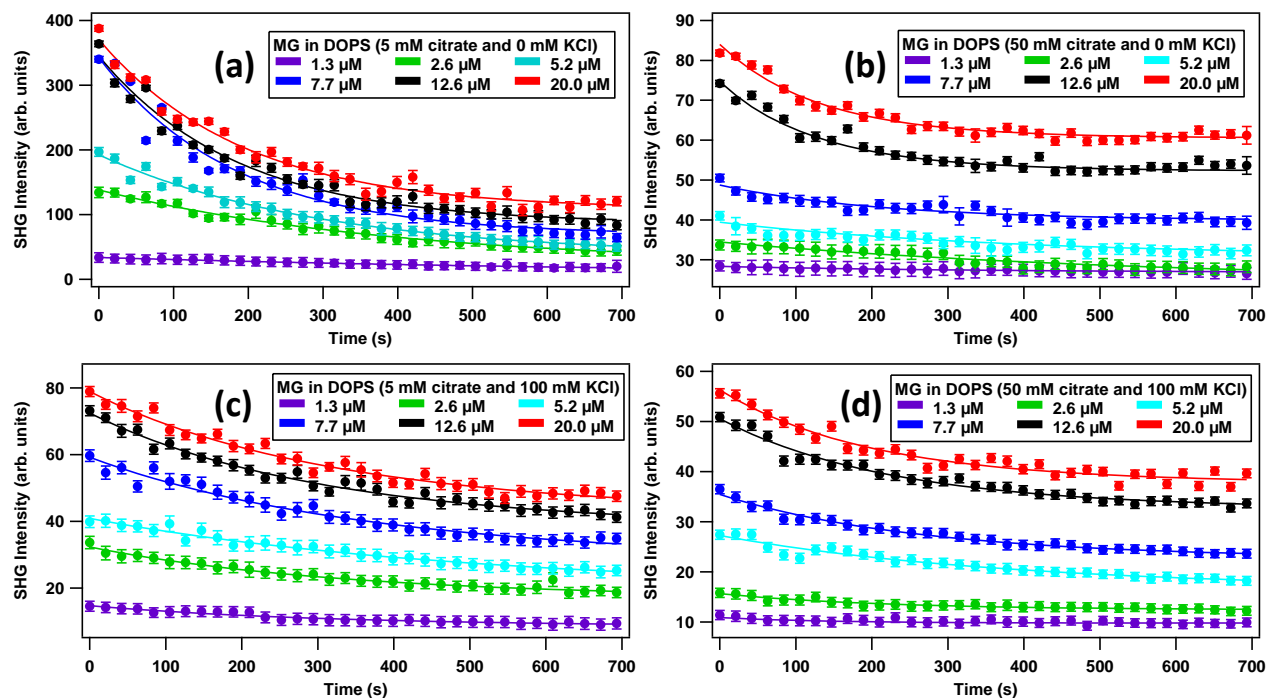 (a)
MG in DOPS (5 mM citrate and 0 mM KCl)
1.3 µM 2.6 µM 5.2 µM
7.7 µM 12.6 µM 20.0 µM
SHG Intensity (arb. units)
400
300
200
100
0
0 100 200 300 400 500 600 700
Time (s)
(b)
MG in DOPS (50 mM citrate and 0 mM KCl)
1.3 µM 2.6 µM 5.2 µM
7.7 µM 12.6 µM 20.0 µM
SHG Intensity (arb. units)
90
80
70
60
50
40
30
0 100 200 300 400 500 600 700
Time (s)
(c)
MG in DOPS (5 mM citrate and 100 mM KCl)
1.3 µM 2.6 µM 5.2 µM
7.7 µM 12.6 µM 20.0 µM
SHG Intensity (arb. units)
80
60
40
20
0 100 200 300 400 500 600 700
Time (s)
(d)
MG in DOPS (50 mM citrate and 100 mM KCl)
1.3 µM 2.6 µM 5.2 µM
7.7 µM 12.6 µM 20.0 µM
SHG Intensity (arb. units)
60
50
40
30
20
10
0 100 200 300 400 500 600 700
Time (s)